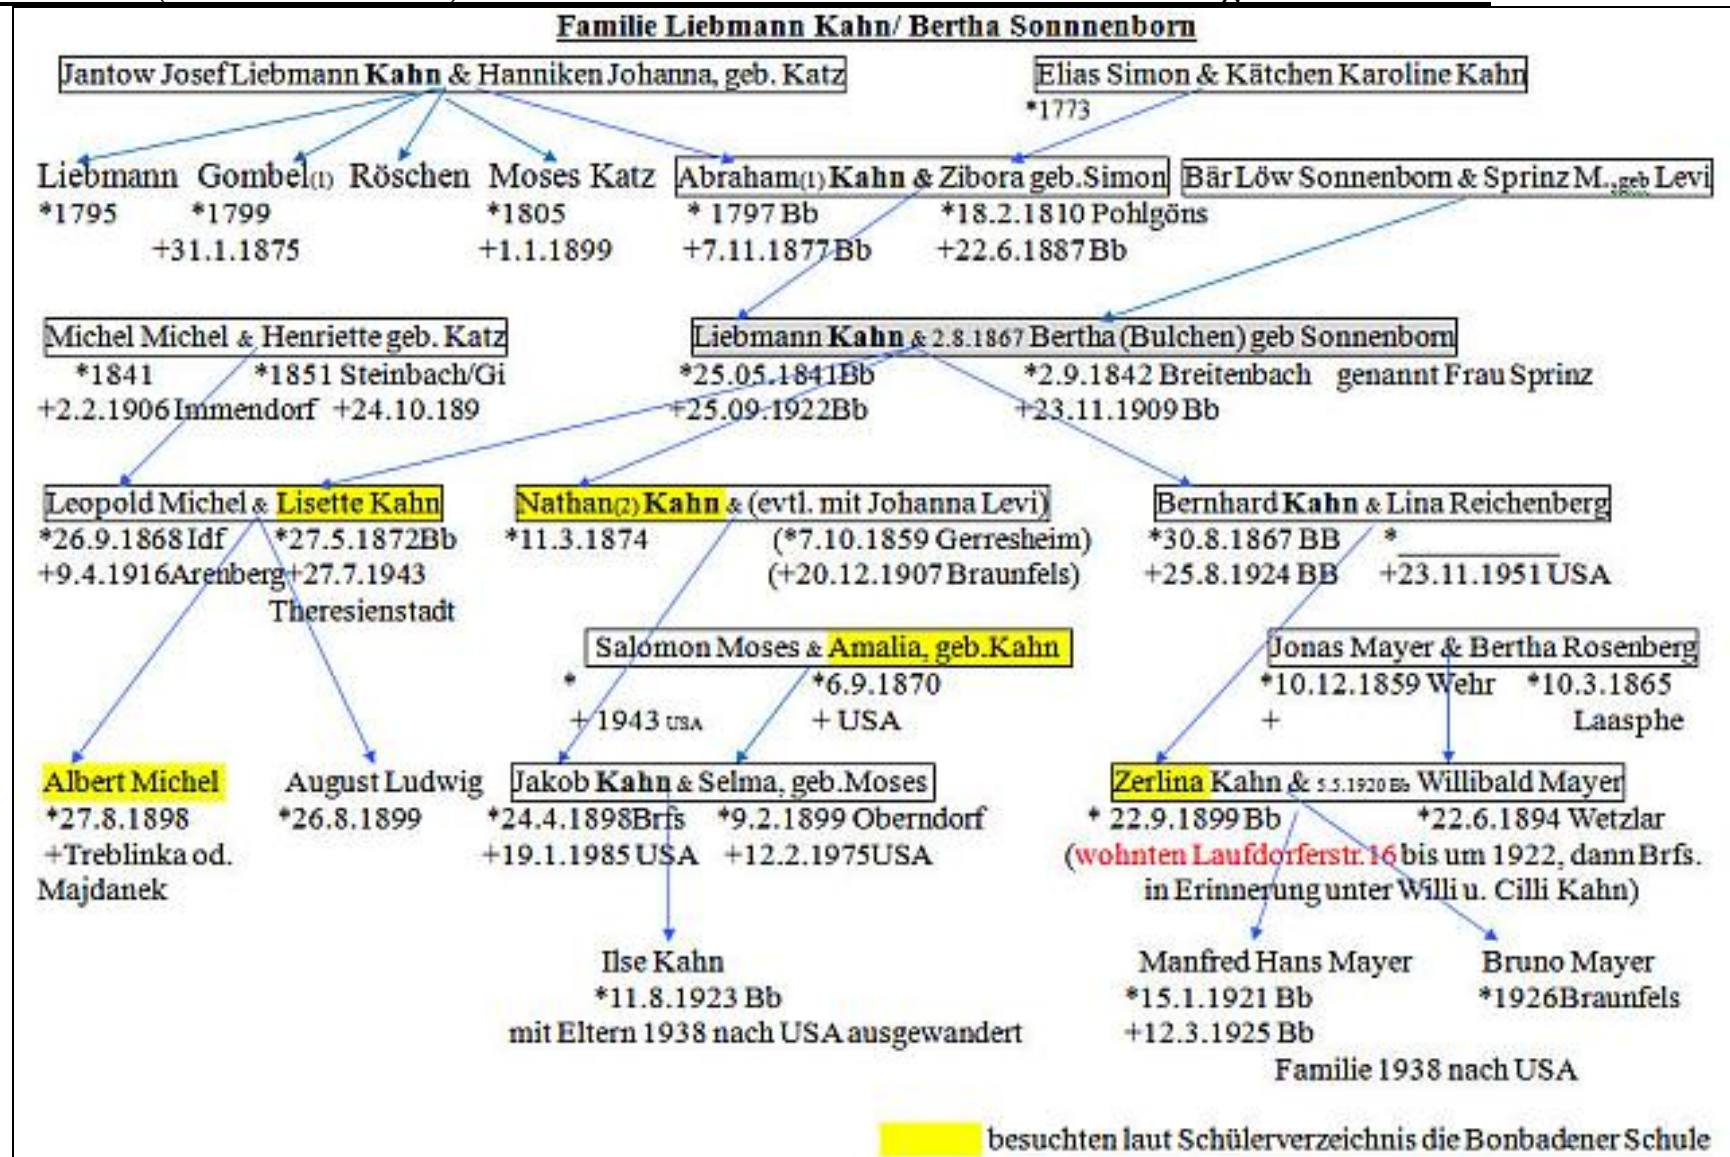 Familie Liebmann Kahn/ Bertha Sonnnenborn
Jantow Josef Liebmann Kahn & Hanniken Johanna, geb. Katz
Elias Simon & Kätchen Karoline Kahn
*1773
Liebmann Gombel(1) Röschen Moses Katz
Abraham(1) Kahn & Zibora geb.Simon
Bär Löw Sonnenborn & Sprinz M.,geb Levi
*1795 *1799 *1805 * 1797 Bb *18.2.1810 Pohlgöns
+31.1.1875 +1.1.1899 +7.11.1877 Bb +22.6.1887 Bb
Michel Michel & Henriette geb. Katz
Liebmann Kahn & 2.8.1867 Bertha (Bulchen) geb Sonnenborn
*1841 *1851 Steinbach/Gi *25.05.1841Bb *2.9.1842 Breitenbach genannt Frau Sprinz
+2.2.1906 Immendorf +24.10.189 +25.09.1922Bb +23.11.1909 Bb
Leopold Michel & Lisette Kahn
Nathan(2) Kahn & (evtl. mit Johanna Levi)
Bernhard Kahn & Lina Reichenberg
*26.9.1868 Idf *27.5.1872Bb *11.3.1874 (*7.10.1859 Gerresheim) *30.8.1867 BB *____________
+9.4.1916Arenberg +27.7.1943 (+20.12.1907 Braunfels) +25.8.1924 BB +23.11.1951 USA
Theresienstadt
Salomon Moses & Amalia, geb.Kahn
Jonas Mayer & Bertha Rosenberg
* *6.9.1870 *10.12.1859 Wehr *10.3.1865
+ 1943 USA + USA + Laasphe
Albert Michel August Ludwig
Jakob Kahn & Selma, geb.Moses
Zerlina Kahn & 5.5.1920 Bb Willibald Mayer
*27.8.1898 *26.8.1899 *24.4.1898Brfs *9.2.1899 Oberndorf * 22.9.1899 Bb *22.6.1894 Wetzlar
+Treblinka od. +19.1.1985 USA +12.2.1975USA (wohnten Laufdorferstr.16 bis um 1922, dann Brfs.
Majdanek in Erinnerung unter Willi u. Cilli Kahn)
Ilse Kahn Manfred Hans Mayer Bruno Mayer
*11.8.1923 Bb *15.1.1921 Bb *1926Braunfels
mit Eltern 1938 nach USA ausgewandert +12.3.1925 Bb
Familie 1938 nach USA
besuchten laut Schülerverzeichnis die Bonbadener Schule